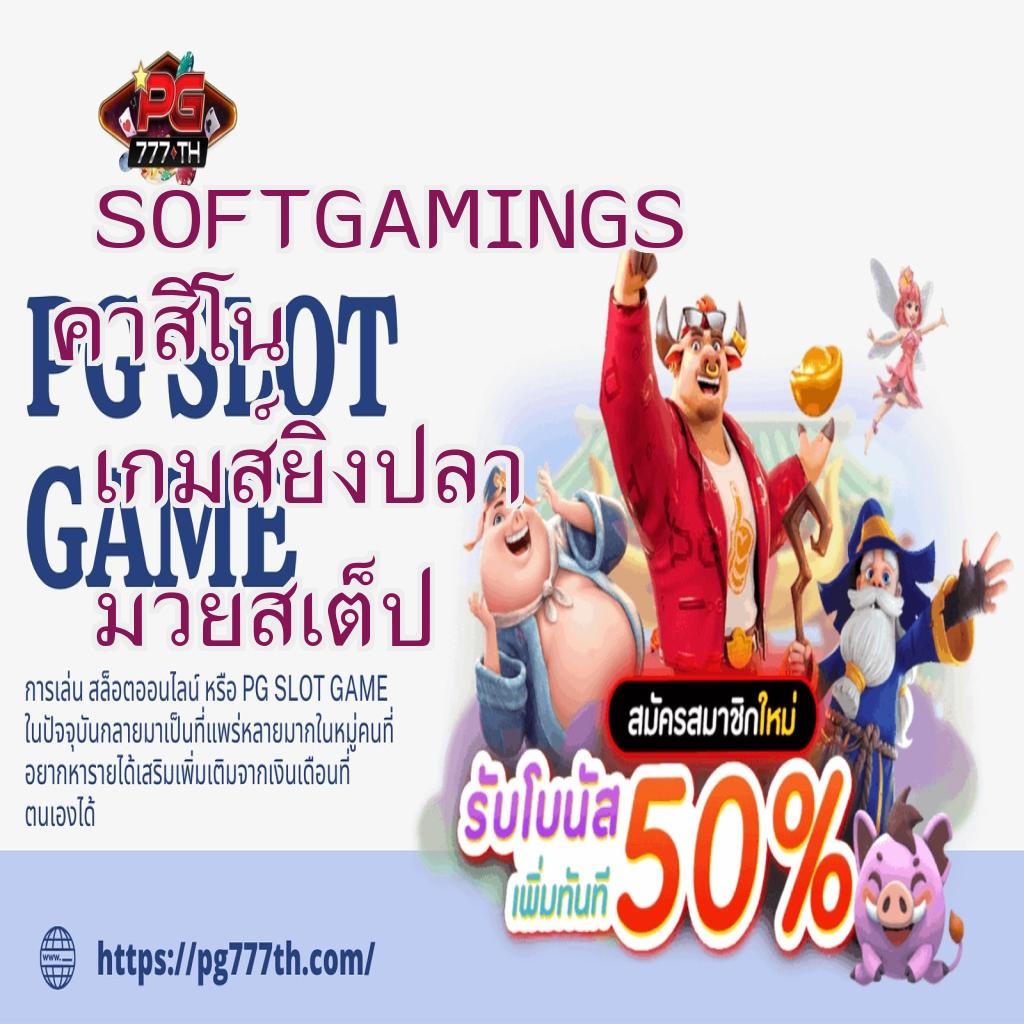 PG
777 TH
SOFTGAMINGS
คาสิโน
PG SLOT
เกมส์ยิงปลา
GAME
มวยสเต็ป
การเล่น สล็อตออนไลน์ หรือ PG SLOT GAME
ในปัจจุบันกลายมาเป็นที่แพร่หลายมากในหมู่คนที่
อยากหารายได้เสริมเพิ่มเติมจากเงินเดือนที่
ตนเองได้
สมัครสมาชิกใหม่
รับโบนัส
เพิ่มทันที
50%
https://pg777th.com/